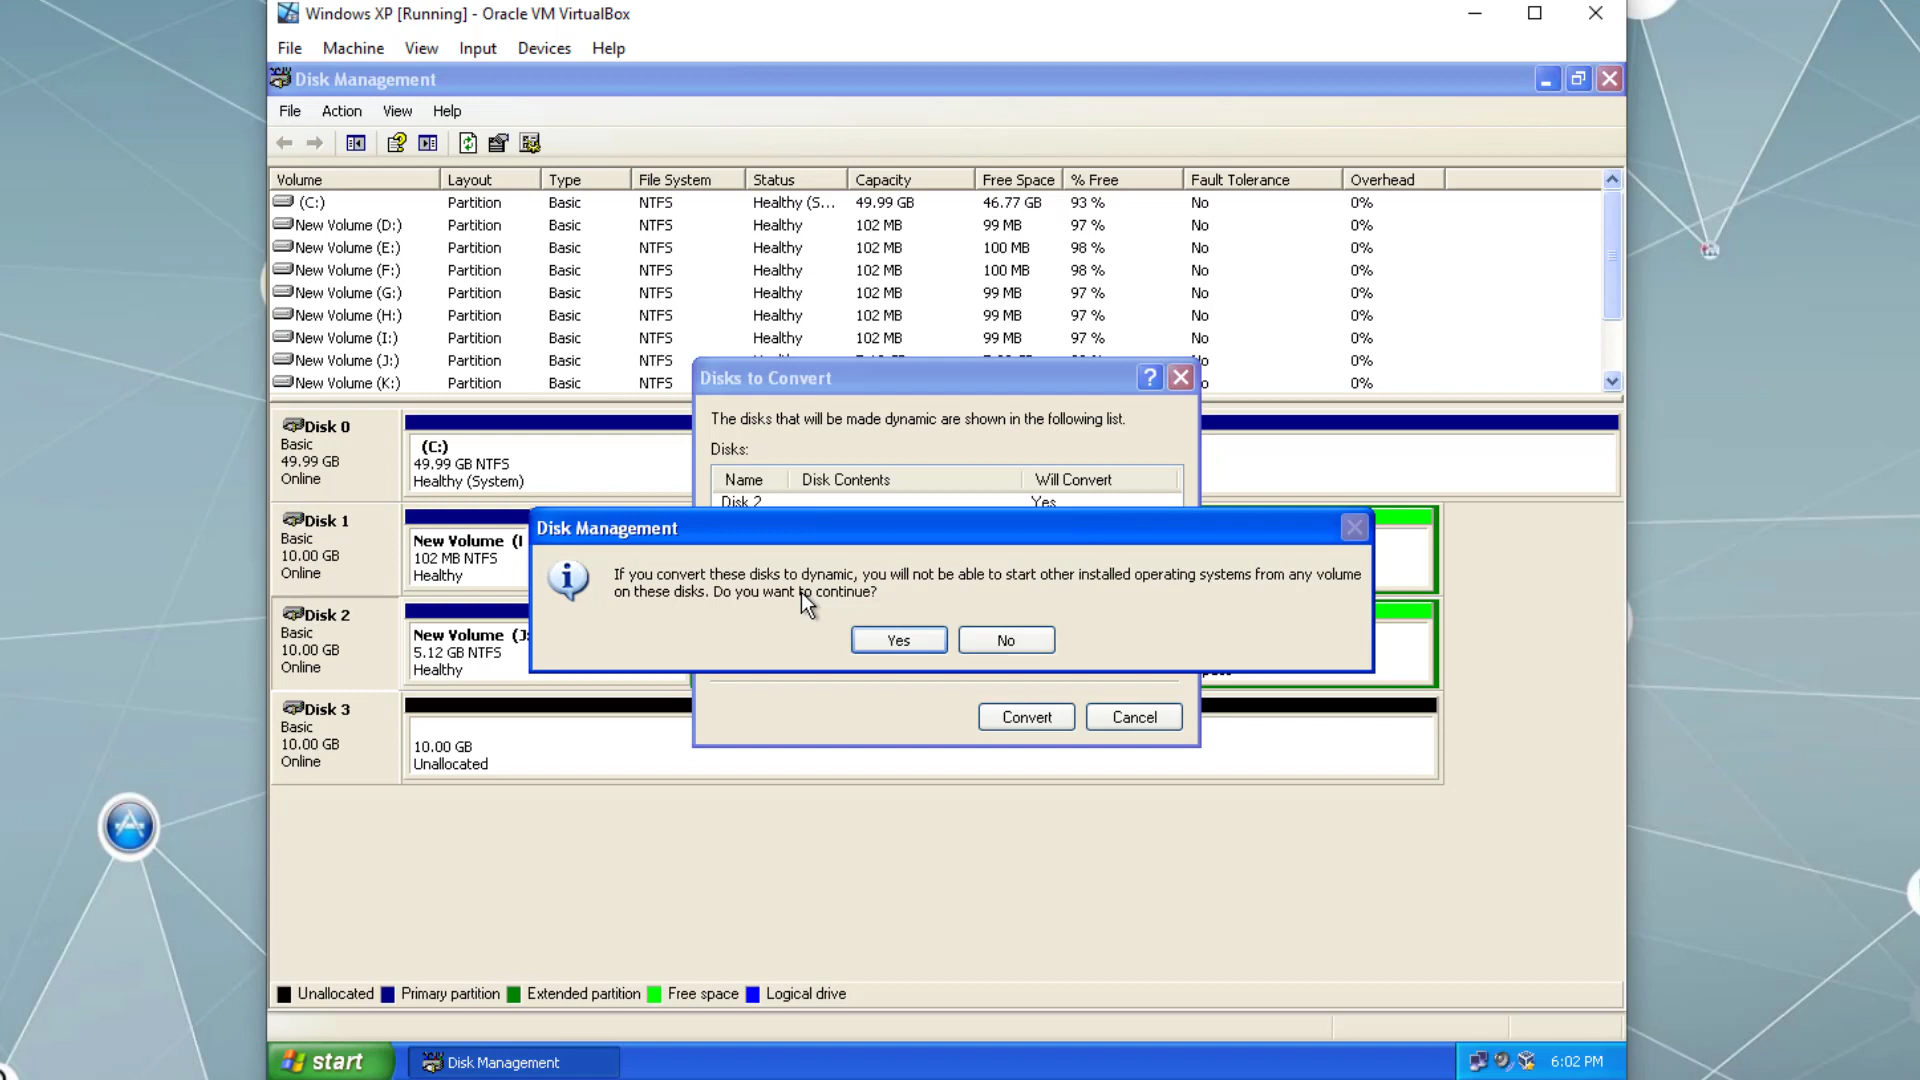 Windows XP [Running] - Oracle VM VirtualBox
File Machine View Input Devices Help
Disk Management
File Action View Help
Volume Layout Type File System Status Capacity Free Space % Free Fault Tolerance Overhead
(C:) Partition Basic NTFS Healthy (S... 49.99 GB 46.77 GB 93 % No 0%
New Volume (D:) Partition Basic NTFS Healthy 102 MB 99 MB 97 % No 0%
New Volume (E:) Partition Basic NTFS Healthy 102 MB 100 MB 98 % No 0%
New Volume (F:) Partition Basic NTFS Healthy 102 MB 100 MB 98 % No 0%
New Volume (G:) Partition Basic NTFS Healthy 102 MB 99 MB 97 % No 0%
New Volume (H:) Partition Basic NTFS Healthy 102 MB 99 MB 97 % No 0%
New Volume (I:) Partition Basic NTFS Healthy 102 MB 99 MB 97 % No 0%
New Volume (J:) Partition Basic NTFS
New Volume (K:) Partition Basic NTFS 0%
Disks to Convert
The disks that will be made dynamic are shown in the following list.
Disks:
Name Disk Contents Will Convert
Disk 2 Yes
Convert Cancel
Disk Management
If you convert these disks to dynamic, you will not be able to start other installed operating systems from any volume
on these disks. Do you want to continue?
Yes No
Disk 0
Basic
49.99 GB
Online
(C:)
49.99 GB NTFS
Healthy (System)
Disk 1
Basic
10.00 GB
Online
New Volume (I
102 MB NTFS
Healthy
Disk 2
Basic
10.00 GB
Online
New Volume (J:
5.12 GB NTFS
Healthy
Disk 3
Basic
10.00 GB
Online
10.00 GB
Unallocated
Unallocated Primary partition Extended partition Free space Logical drive
start Disk Management 6:02 PM